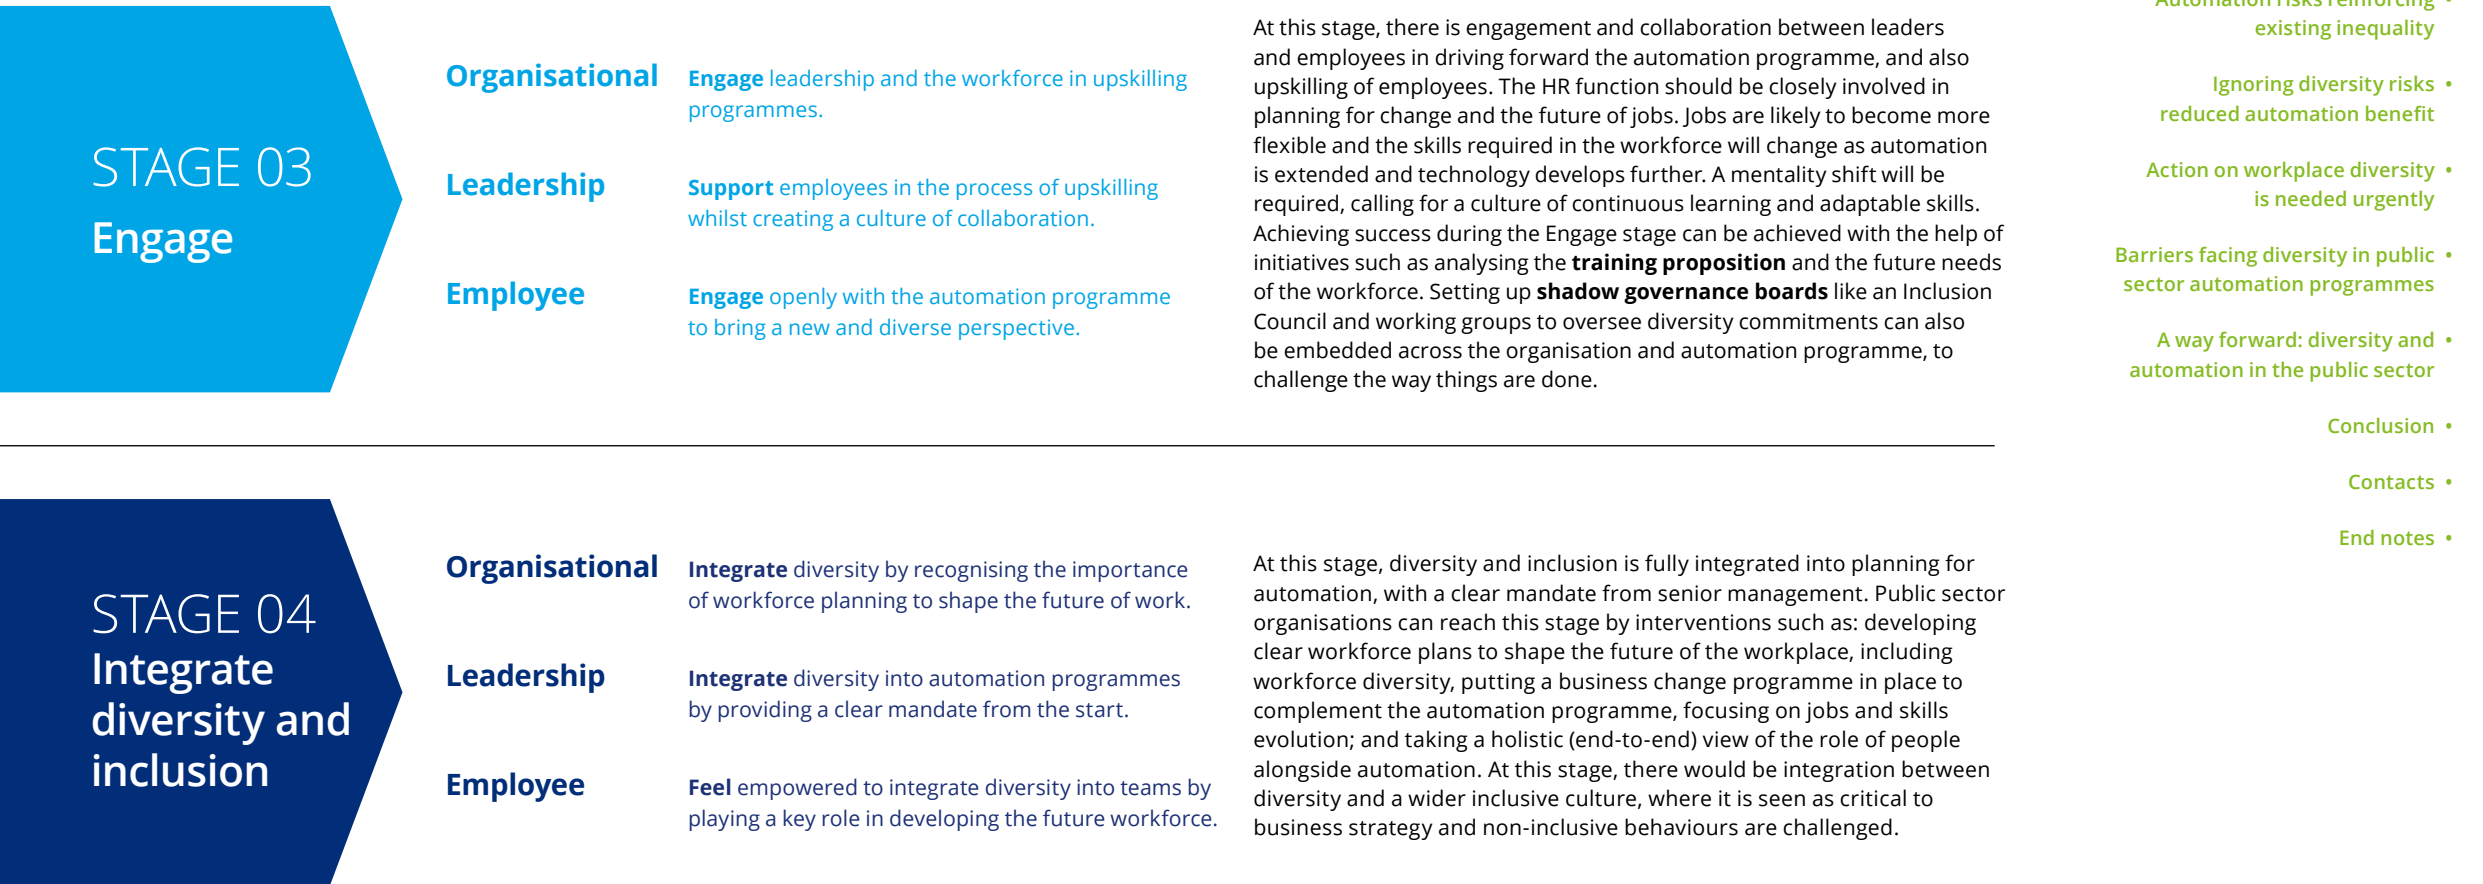 STAGE 03
Engage
Organisational
Engage leadership and the workforce in upskilling
programmes.
Leadership
Support employees in the process of upskilling
whilst creating a culture of collaboration.
Employee
Engage openly with the automation programme
to bring a new and diverse perspective.
At this stage, there is engagement and collaboration between leaders
and employees in driving forward the automation programme, and also
upskilling of employees. The HR function should be closely involved in
planning for change and the future of jobs. Jobs are likely to become more
flexible and the skills required in the workforce will change as automation
is extended and technology develops further. A mentality shift will be
required, calling for a culture of continuous learning and adaptable skills.
Achieving success during the Engage stage can be achieved with the help of
initiatives such as analysing the training proposition and the future needs
of the workforce. Setting up shadow governance boards like an Inclusion
Council and working groups to oversee diversity commitments can also
be embedded across the organisation and automation programme, to
challenge the way things are done.
STAGE 04
Integrate
diversity and
inclusion
Organisational
Integrate diversity by recognising the importance
of workforce planning to shape the future of work.
Leadership
Integrate diversity into automation programmes
by providing a clear mandate from the start.
Employee
Feel empowered to integrate diversity into teams by
playing a key role in developing the future workforce.
At this stage, diversity and inclusion is fully integrated into planning for
automation, with a clear mandate from senior management. Public sector
organisations can reach this stage by interventions such as: developing
clear workforce plans to shape the future of the workplace, including
workforce diversity, putting a business change programme in place to
complement the automation programme, focusing on jobs and skills
evolution; and taking a holistic (end-to-end) view of the role of people
alongside automation. At this stage, there would be integration between
diversity and a wider inclusive culture, where it is seen as critical to
business strategy and non-inclusive behaviours are challenged.
Automation risks reinforcing •
existing inequality
Ignoring diversity risks •
reduced automation benefit
Action on workplace diversity •
is needed urgently
Barriers facing diversity in public •
sector automation programmes
A way forward: diversity and •
automation in the public sector
Conclusion •
Contacts •
End notes •